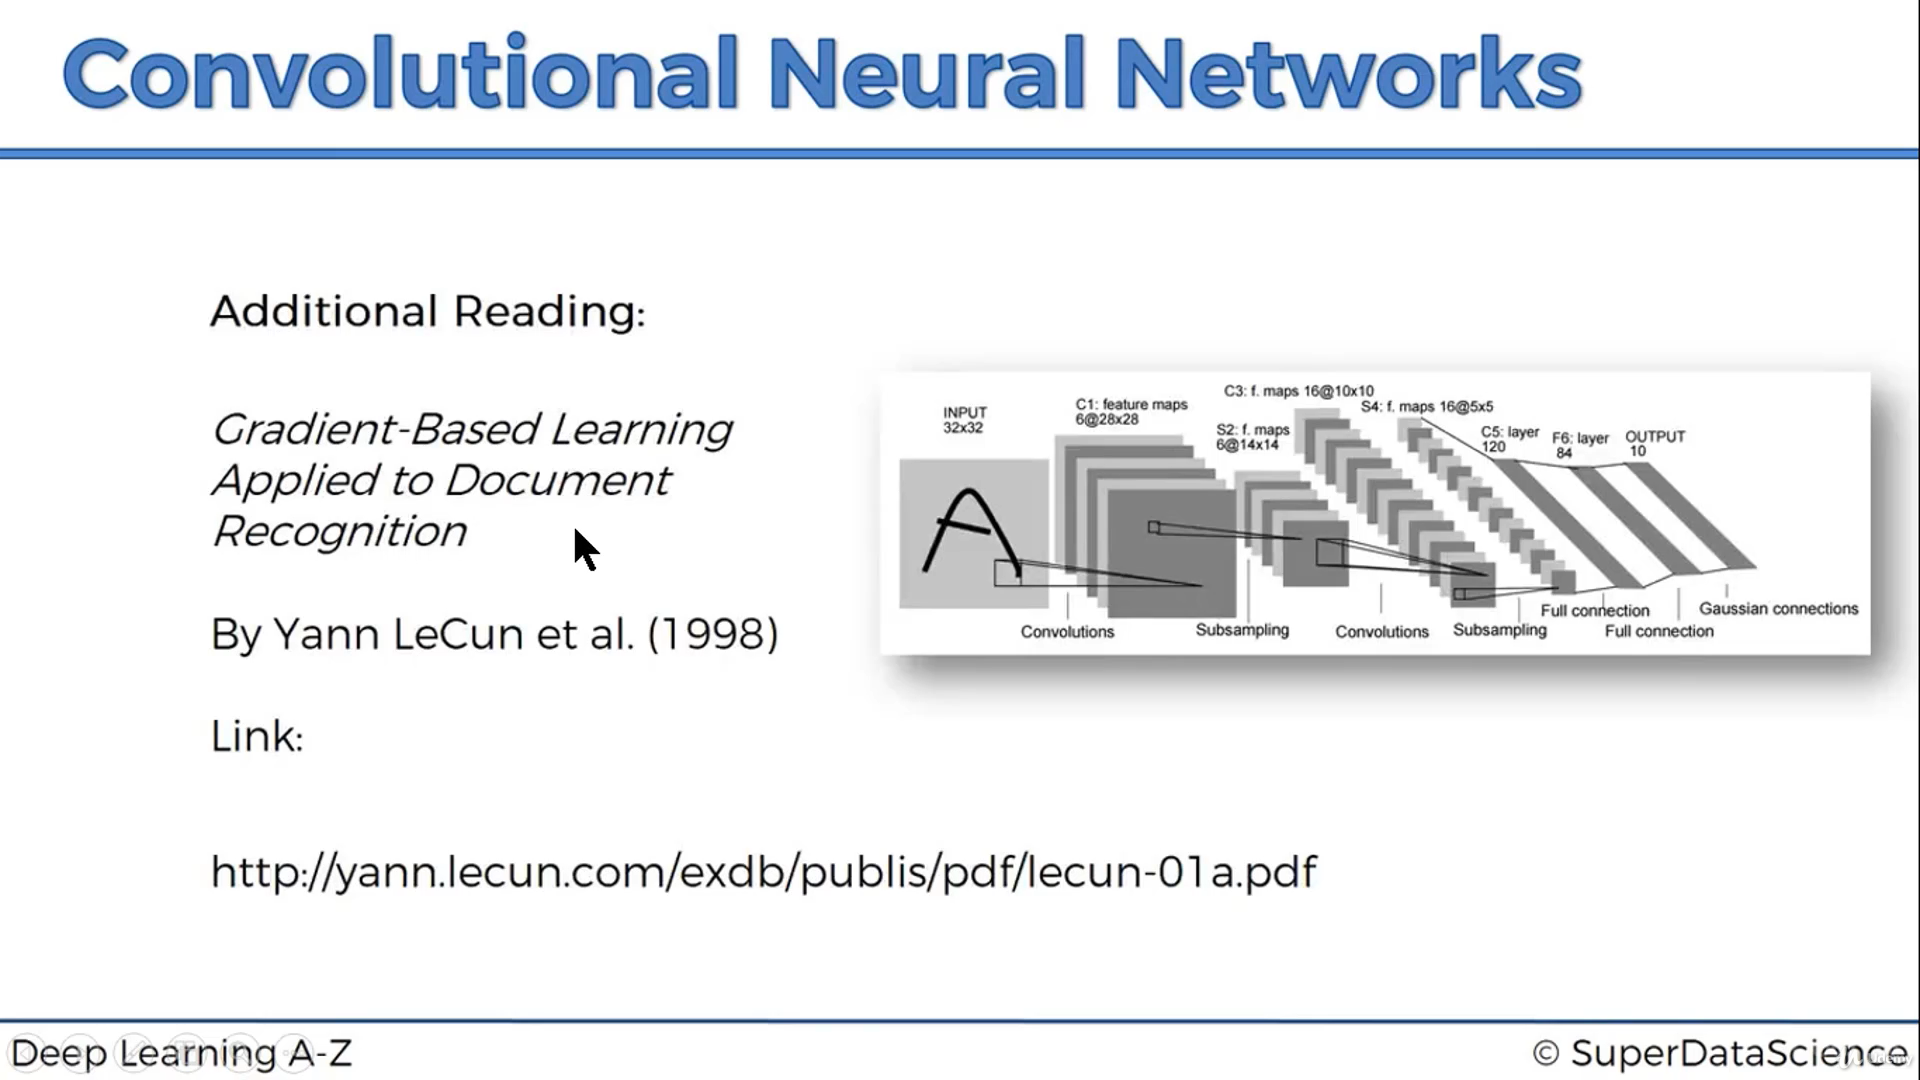 Convolutional Neural Networks
Additional Reading:
Gradient-Based Learning
Applied to Document
Recognition
By Yann LeCun et al. (1998)
Link:
http://yann.lecun.com/exdb/publis/pdf/lecun-01a.pdf
INPUT
32x32
C1: feature maps
6@28x28
S2: f. maps
6@14x14
C3: f. maps 16@10x10
S4: f. maps 16@5x5
C5: layer
120
F6: layer
84
OUTPUT
10
A
Convolutions
Subsampling
Convolutions
Subsampling
Full connection
Full connection
Gaussian connections
Deep Learning A-Z
© SuperDataScience